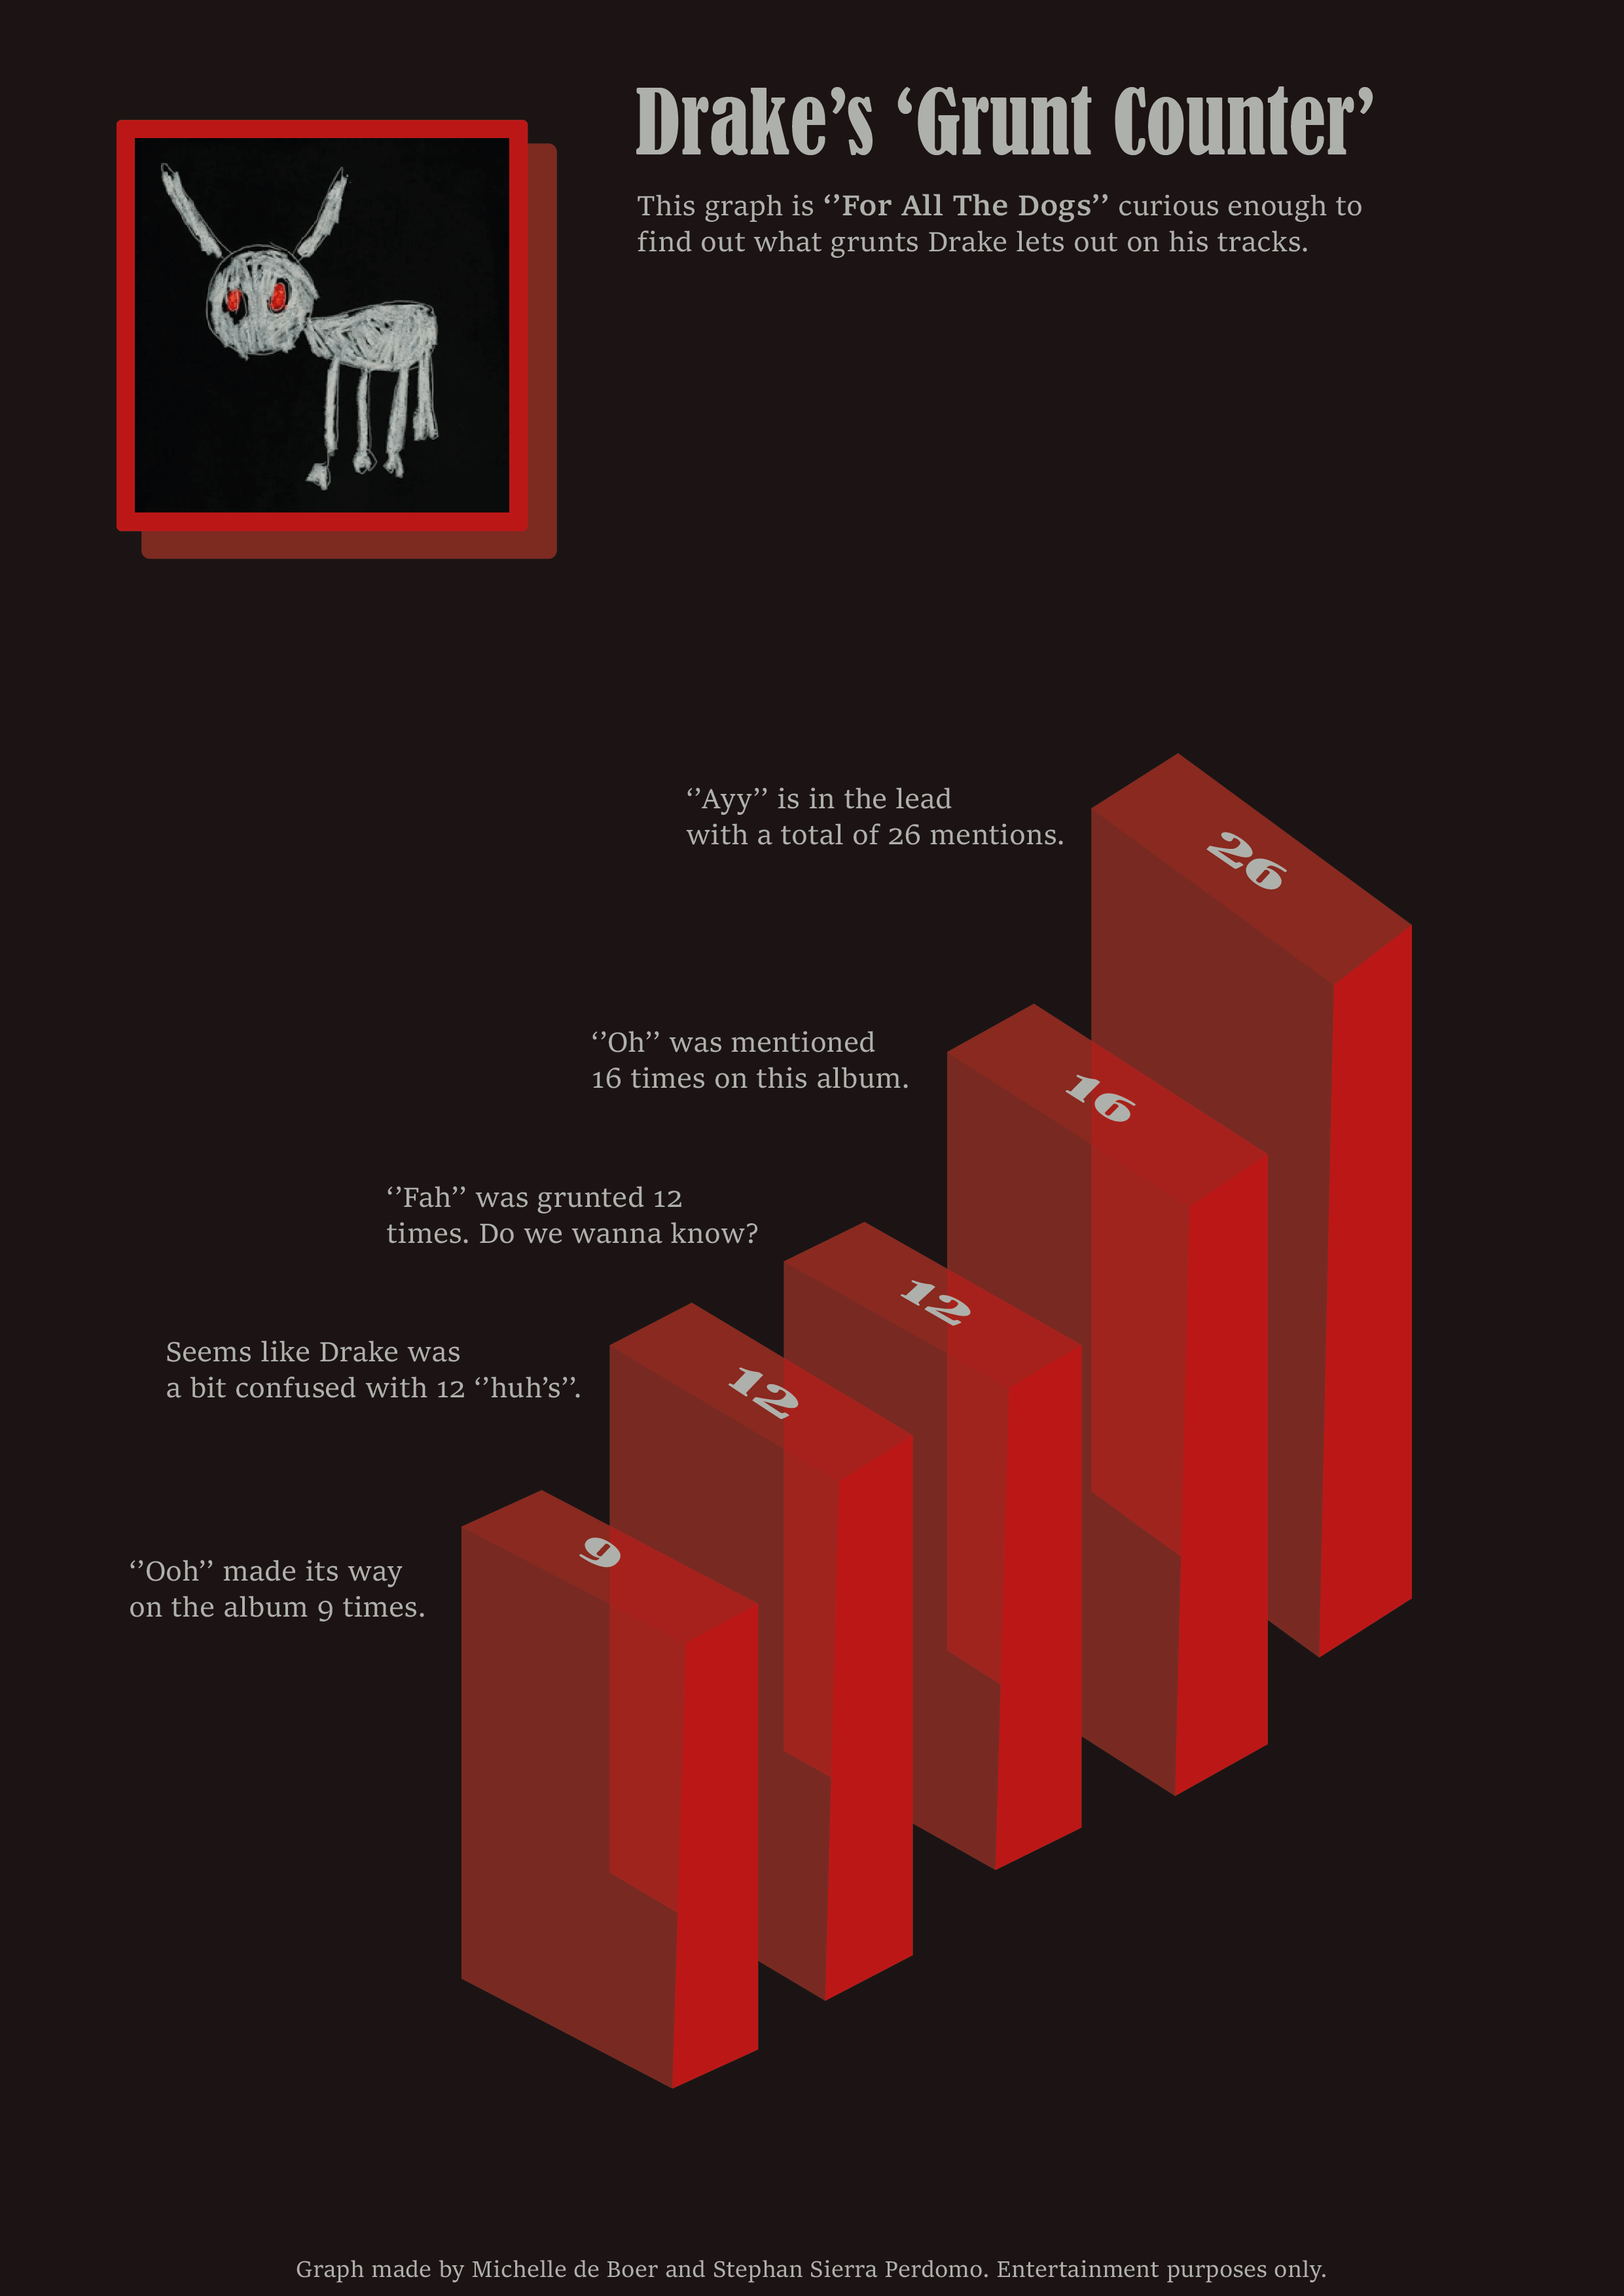 Drake’s ‘Grunt Counter’
This graph is ‘’For All The Dogs’’ curious enough to
find out what grunts Drake lets out on his tracks.
‘’Ayy’’ is in the lead
with a total of 26 mentions.
26
‘’Oh’’ was mentioned
16 times on this album.
16
‘’Fah’’ was grunted 12
times. Do we wanna know?
12
Seems like Drake was
a bit confused with 12 ‘’huh’s’’.
12
‘’Ooh’’ made its way
on the album 9 times.
9
Graph made by Michelle de Boer and Stephan Sierra Perdomo. Entertainment purposes only.